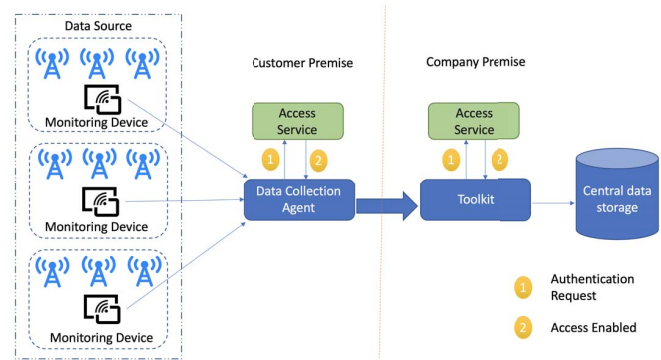 Data Source
Monitoring Device
Monitoring Device
Monitoring Device
Customer Premise
Company Premise
Access
Service
1
2
Data Collection
Agent
Access
Service
1
2
Toolkit
Central data
storage
1
Authentication
Request
2
Access Enabled